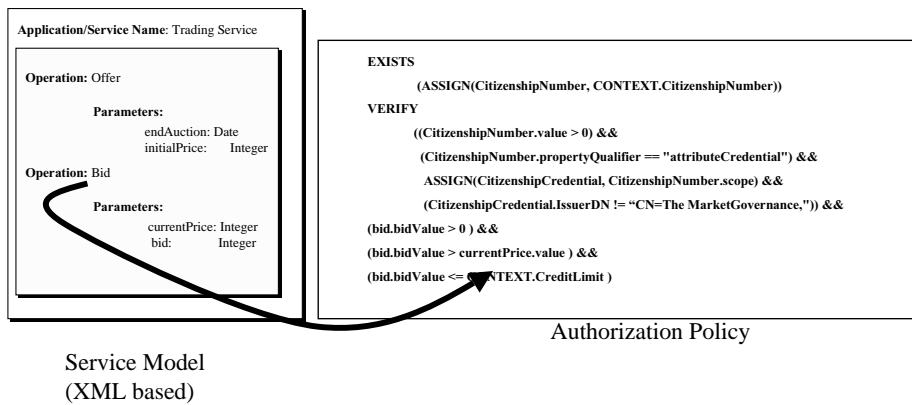 Application/Service Name: Trading Service
Operation: Offer
Parameters:
endAuction: Date
initialPrice: Integer
Operation: Bid
Parameters:
currentPrice: Integer
bid: Integer
Service Model
(XML based)
EXISTS
(ASSIGN(CitizenshipNumber, CONTEXT.CitizenshipNumber))
VERIFY
((CitizenshipNumber.value > 0) &&
(CitizenshipNumber.propertyQualifier == "attributeCredential") &&
ASSIGN(CitizenshipCredential, CitizenshipNumber.scope) &&
(CitizenshipCredential.IssuerDN != “CN=The MarketGovernance,")) &&
(bid.bidValue > 0 ) &&
(bid.bidValue > currentPrice.value ) &&
(bid.bidValue <= CONTEXT.CreditLimit )
Authorization Policy